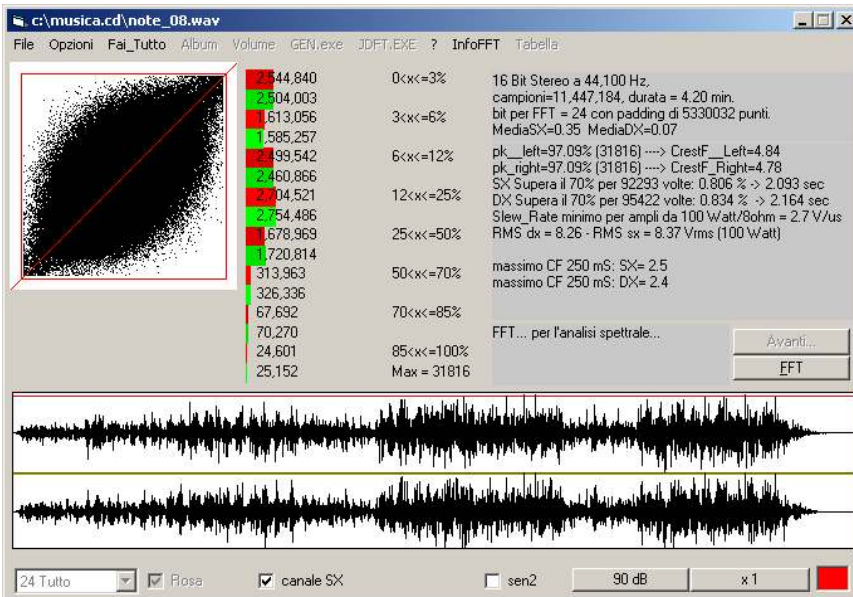 c:\musica.cd\note_08.wav
File Opzioni Fai_Tutto Album Volume GEN.exe JDFT.EXE ? InfoFFT Tabella
2,544,840 0<x<=3%
2,504,003
1,613,056 3<x<=6%
1,585,257
2,499,542 6<x<=12%
2,460,866
2,704,521 12<x<=25%
2,754,486
1,678,969 25<x<=50%
1,720,814
313,963 50<x<=70%
326,336
67,692 70<x<=85%
70,270
24,601 85<x<=100%
25,152 Max = 31816
16 Bit Stereo a 44,100 Hz,
campioni=11,447,184, durata = 4.20 min.
bit per FFT = 24 con padding di 5330032 punti.
MediaSX=0.35 MediaDX=0.07
pk__left=97.09% (31816) ----> CrestF__Left=4.84
pk_right=97.09% (31816) ----> CrestF_Right=4.78
SX Supera il 70% per 92293 volte: 0.806 % -> 2.093 sec
DX Supera il 70% per 95422 volte: 0.834 % -> 2.164 sec
Slew_Rate minimo per ampli da 100 Watt/8ohm = 2.7 V/us
RMS dx = 8.26 - RMS sx = 8.37 Vrms (100 Watt)
massimo CF 250 mS: SX= 2.5
massimo CF 250 mS: DX= 2.4
FFT... per l'analisi spettrale...
Avanti...
FFT
24 Tutto Rosa canale SX sen2 90 dB x 1